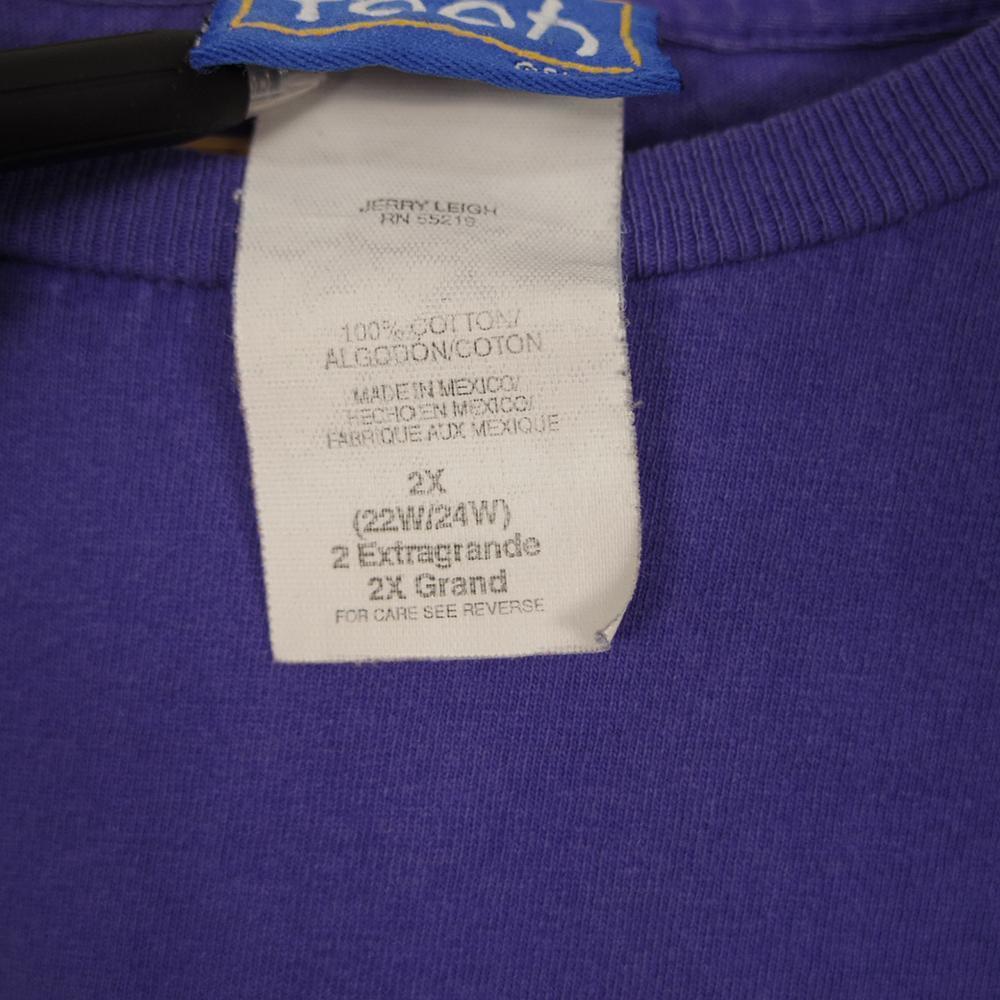 Pooh
JERRY LEIGH
RN 55219
100% COTTON/
ALGODON/COTON
MADE IN MEXICO/
HECHO EN MEXICO/
FABRIQUE AUX MEXIQUE
2X
(22W/24W)
2 Extragrande
2X Grand
FOR CARE SEE REVERSE